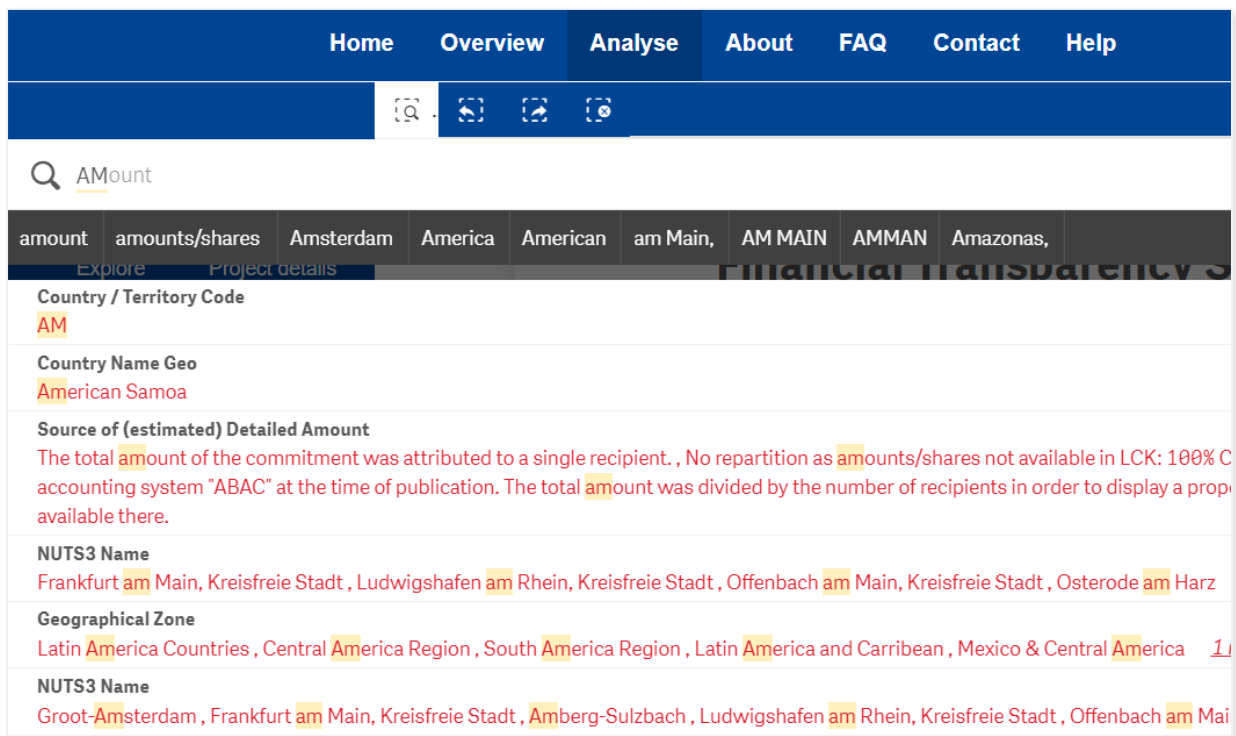 Home Overview Analyse About FAQ Contact Help
AMount
amount amounts/shares Amsterdam America American am Main, AM MAIN AMMAN Amazonas,
Explore Project details Financial Transparency S
Country / Territory Code
AM
Country Name Geo
American Samoa
Source of (estimated) Detailed Amount
The total amount of the commitment was attributed to a single recipient. , No repartition as amounts/shares not available in LCK: 100% C
accounting system "ABAC" at the time of publication. The total amount was divided by the number of recipients in order to display a prop
available there.
NUTS3 Name
Frankfurt am Main, Kreisfreie Stadt , Ludwigshafen am Rhein, Kreisfreie Stadt , Offenbach am Main, Kreisfreie Stadt , Osterode am Harz
Geographical Zone
Latin America Countries , Central America Region , South America Region , Latin America and Carribean , Mexico & Central America 1
NUTS3 Name
Groot-Amsterdam , Frankfurt am Main, Kreisfreie Stadt , Amberg-Sulzbach , Ludwigshafen am Rhein, Kreisfreie Stadt , Offenbach am Mai